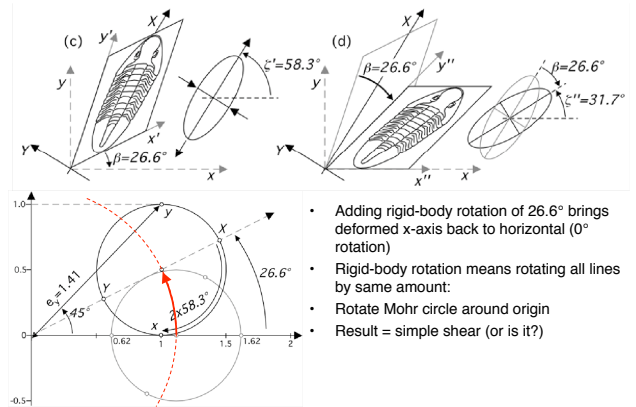 (c)
y'
X
y
ζ'=58.3°
x'
β=26.6°
Y
x
(d)
X
y
β=26.6°
y''
β=26.6°
ζ''=31.7°
Y
x''
x
1.0
y
X
0.5
e_y=1.41
Y
2x58.3°
26.6°
45°
x
0
0.62
1
1.5
1.62
2
-0.5
• Adding rigid-body rotation of 26.6° brings
deformed x-axis back to horizontal (0°
rotation)
• Rigid-body rotation means rotating all lines
by same amount:
• Rotate Mohr circle around origin
• Result = simple shear (or is it?)